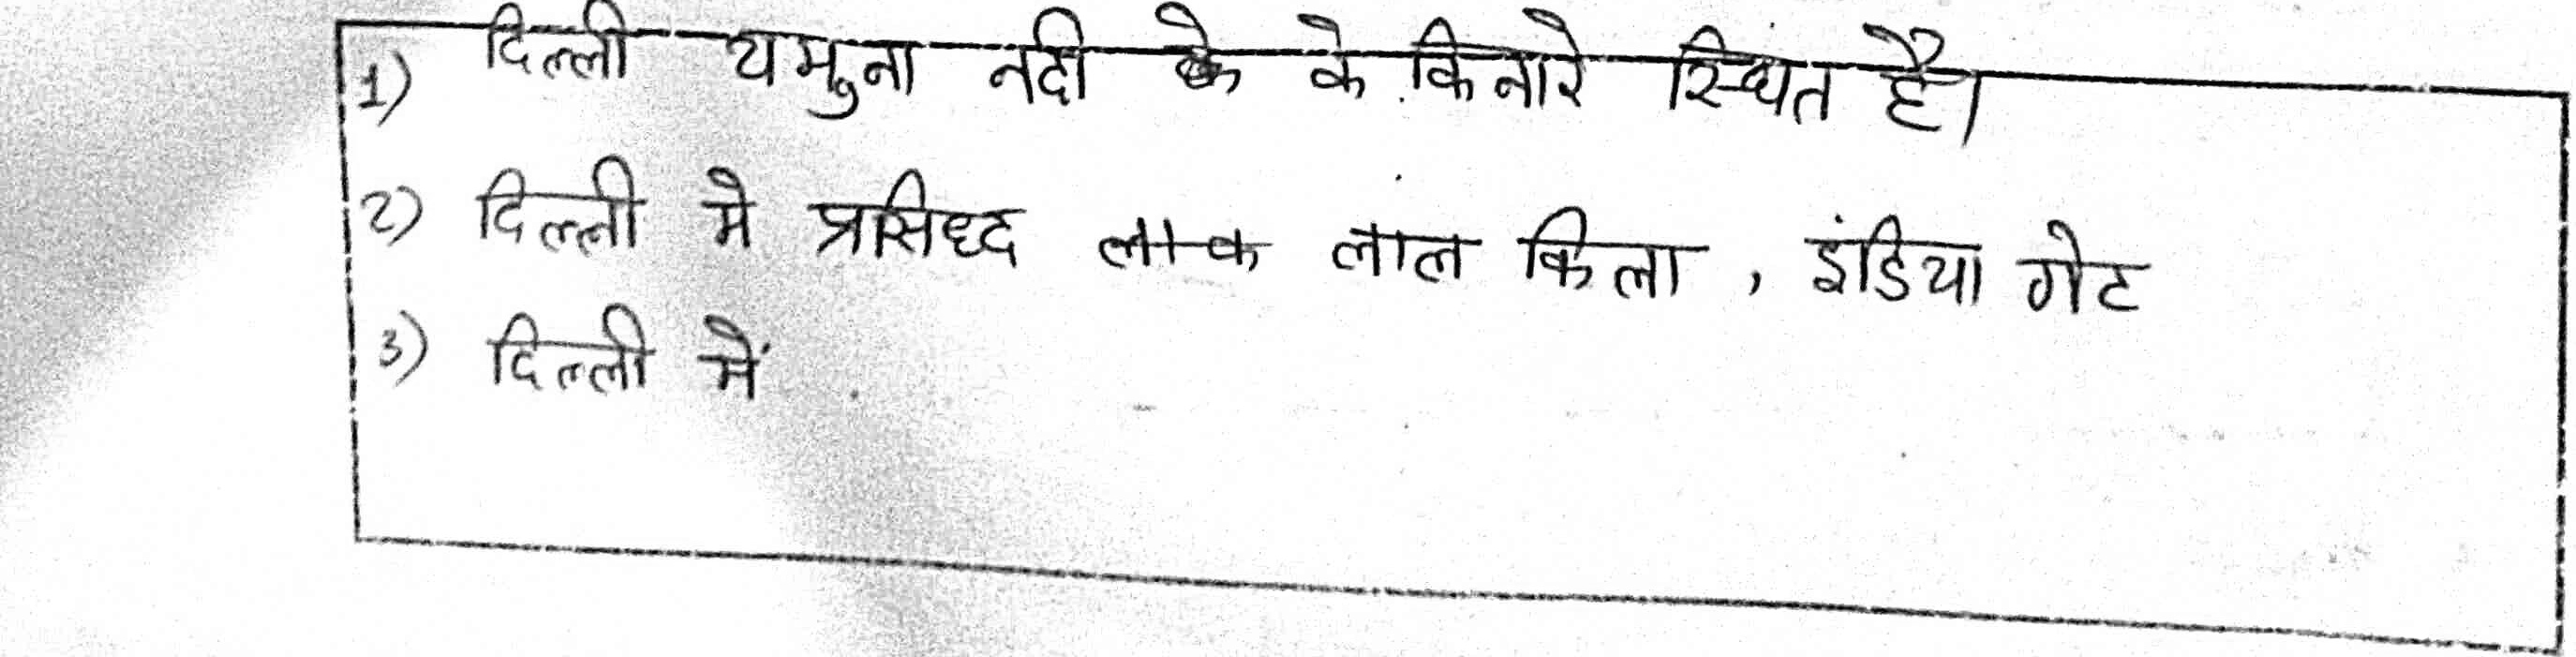 1) दिल्ली यमुना नदी के के किनारे स्थित है।
2) दिल्ली मे प्रसिध्द लाक लाल किला , इंडिया गेट
3) दिल्ली में